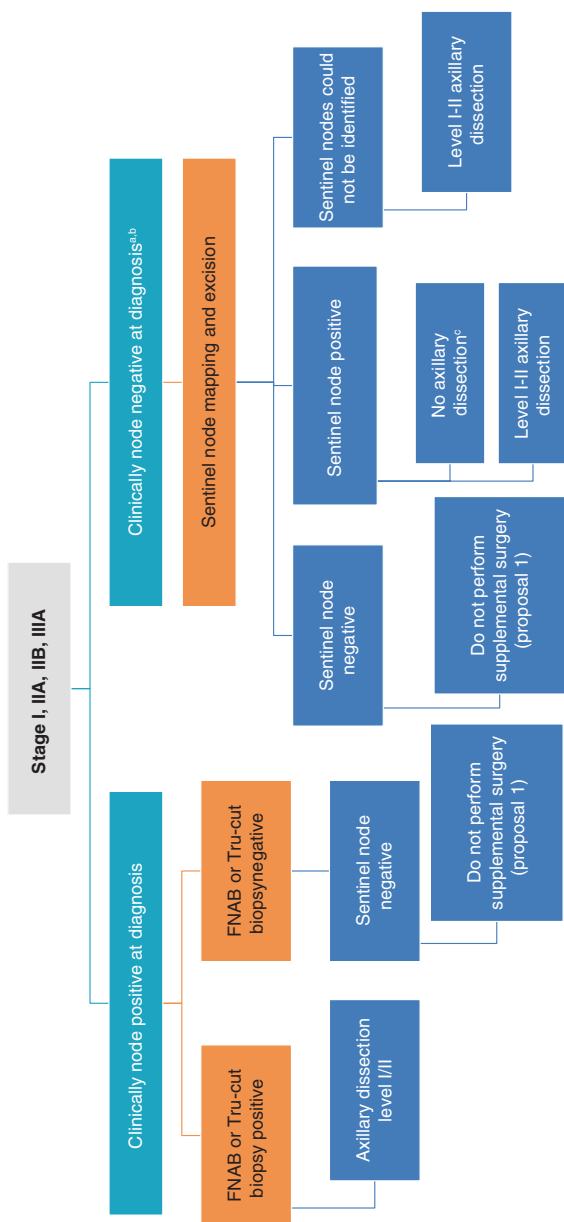 Stage I, IIA, IIB, IIIA
Clinically node positive at diagnosis
Clinically node negative at diagnosisᵃ,ᵇ
FNAB or Tru-cut
biopsy positive
FNAB or Tru-cut
biopsynegative
Sentinel node mapping and excision
Axillary dissection
level I/II
Sentinel node
negative
Sentinel node
negative
Sentinel node positive
Sentinel nodes could
not be identified
Do not perform
supplemental surgery
(proposal 1)
Do not perform
supplemental surgery
(proposal 1)
No axillary
dissectionᶜ
Level I-II axillary
dissection
Level I-II axillary
dissection